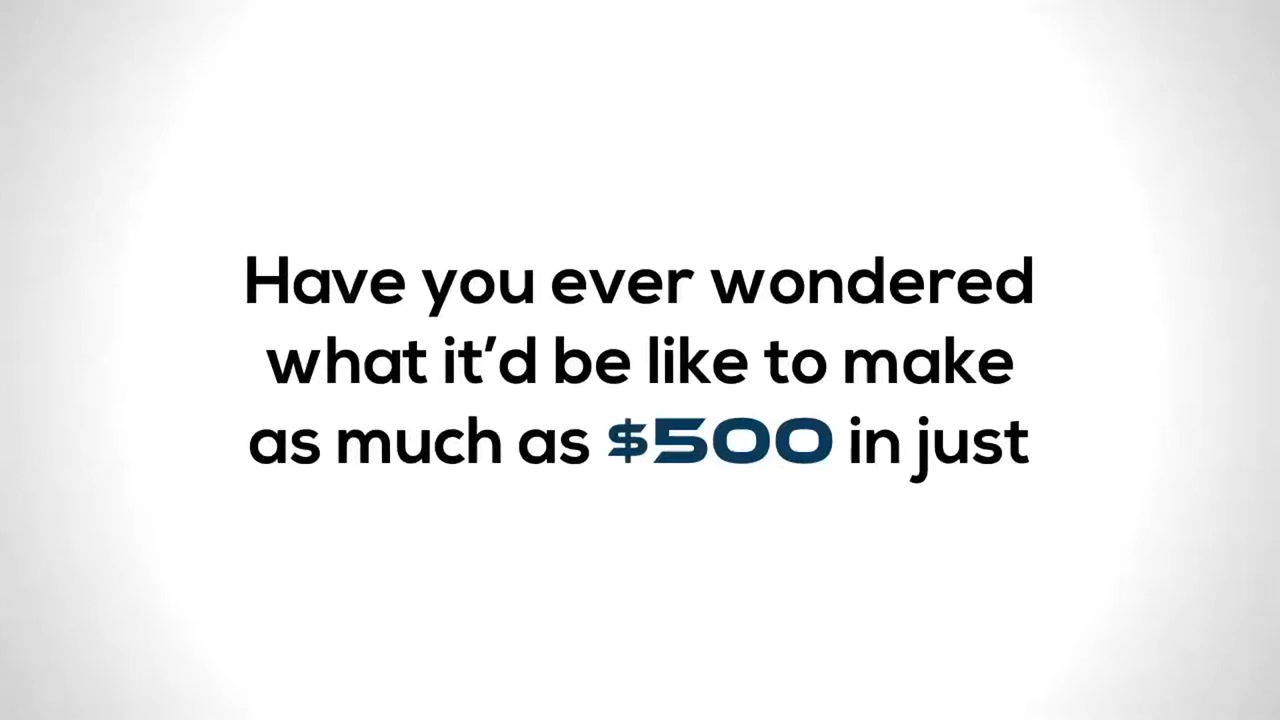 Have you ever wondered
what it’d be like to make
as much as $500 in just